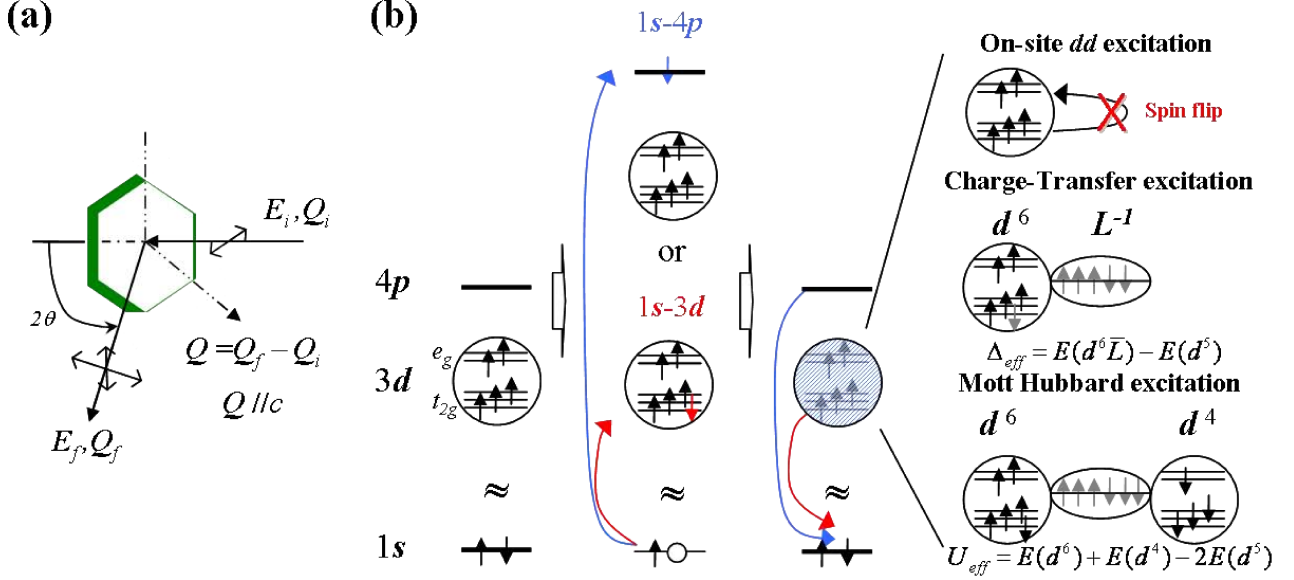 (a)
E_i, Q_i
2θ
Q = Q_f − Q_i
Q // c
E_f, Q_f
(b)
1s-4p
or
1s-3d
4p
3d
e_g
t_2g
≈
≈
≈
1s
On-site dd excitation
Spin flip
Charge-Transfer excitation
d^6 L^-1
Δ_eff = E(d^6 L̅) − E(d^5)
Mott Hubbard excitation
d^6 d^4
U_eff = E(d^6) + E(d^4) − 2E(d^5)